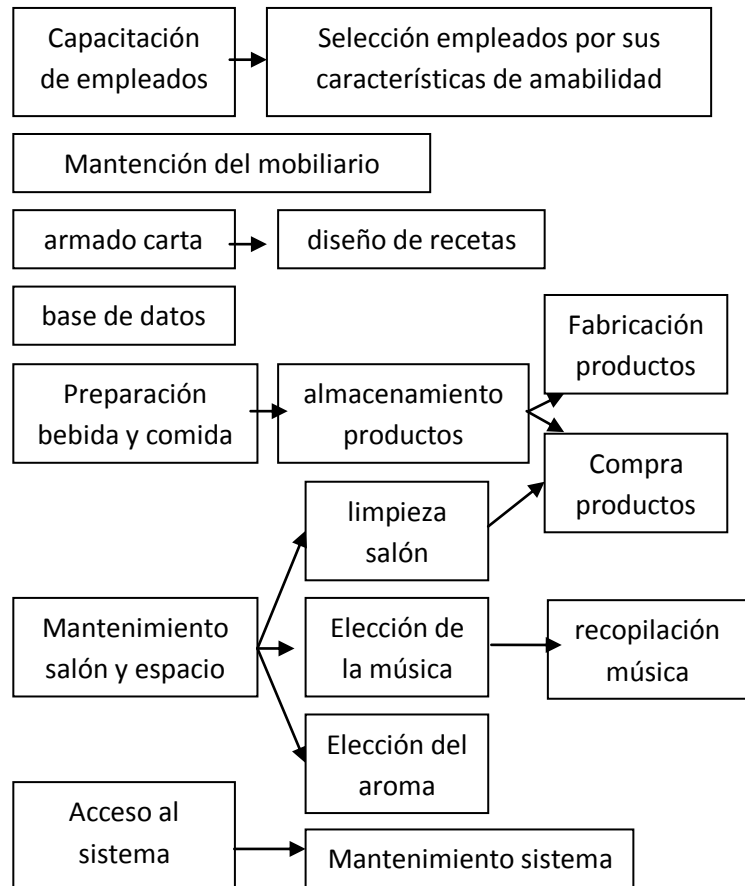 Capacitación
de empleados
Selección empleados por sus
características de amabilidad
Mantención del mobiliario
armado carta
diseño de recetas
base de datos
Fabricación
productos
Preparación
bebida y comida
almacenamiento
productos
Compra
productos
limpieza
salón
Mantenimiento
salón y espacio
Elección de
la música
recopilación
música
Elección del
aroma
Acceso al
sistema
Mantenimiento sistema